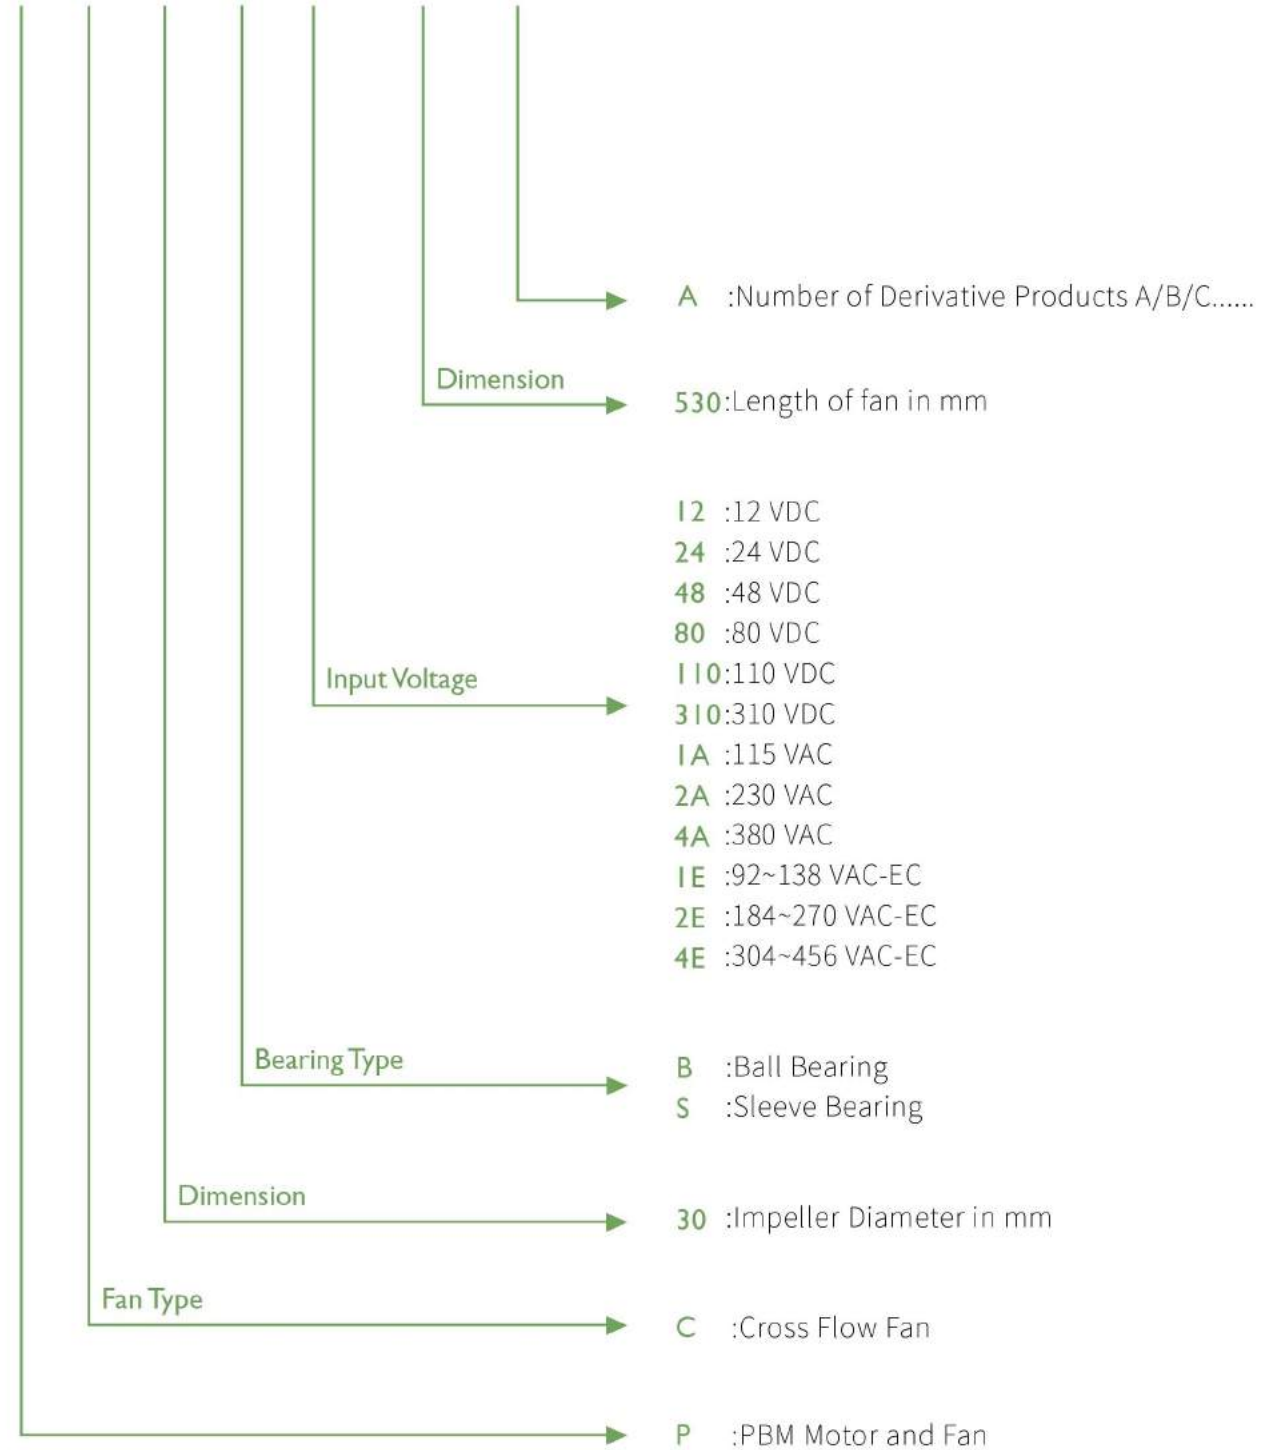 A :Number of Derivative Products A/B/C......
Dimension
530:Length of fan in mm
12 :12 VDC
24 :24 VDC
48 :48 VDC
80 :80 VDC
110:110 VDC
Input Voltage
310:310 VDC
1A :115 VAC
2A :230 VAC
4A :380 VAC
1E :92~138 VAC-EC
2E :184~270 VAC-EC
4E :304~456 VAC-EC
Bearing Type
B :Ball Bearing
S :Sleeve Bearing
Dimension
30 :Impeller Diameter in mm
Fan Type
C :Cross Flow Fan
P :PBM Motor and Fan